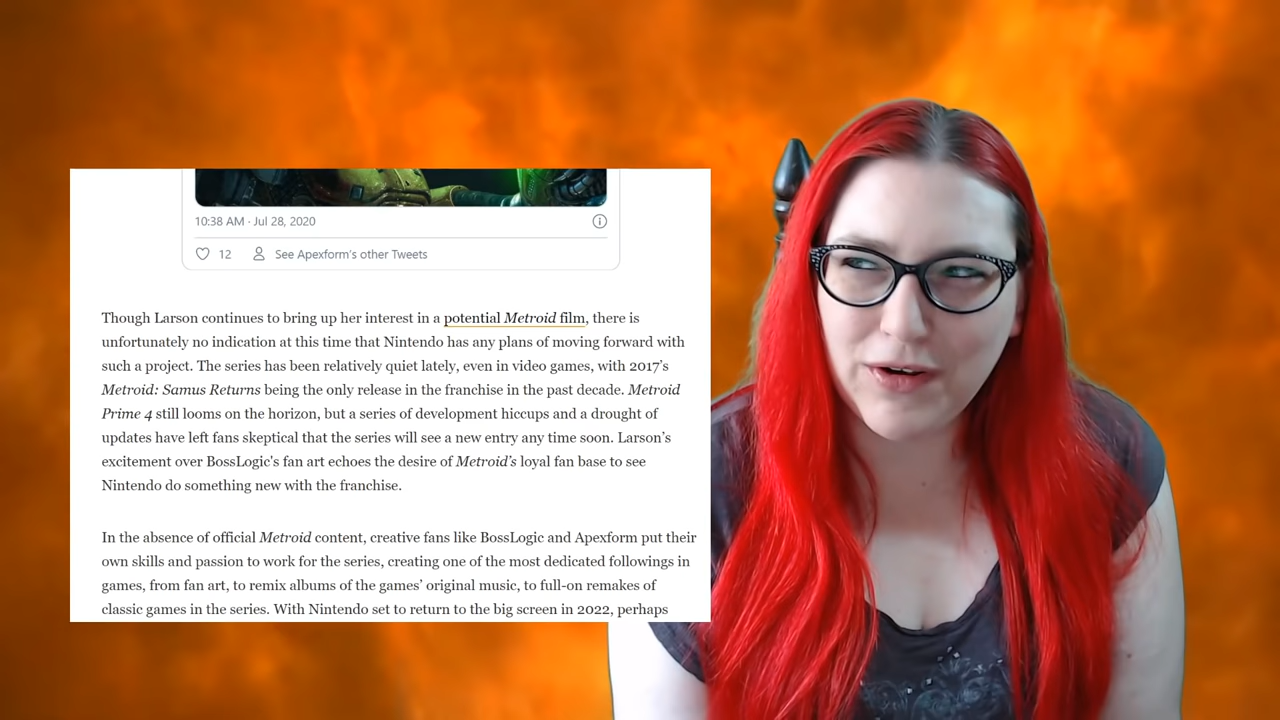 10:38 AM · Jul 28, 2020
12 See Apexform's other Tweets
Though Larson continues to bring up her interest in a potential Metroid film, there is
unfortunately no indication at this time that Nintendo has any plans of moving forward with
such a project. The series has been relatively quiet lately, even in video games, with 2017's
Metroid: Samus Returns being the only release in the franchise in the past decade. Metroid
Prime 4 still looms on the horizon, but a series of development hiccups and a drought of
updates have left fans skeptical that the series will see a new entry any time soon. Larson's
excitement over BossLogic's fan art echoes the desire of Metroid's loyal fan base to see
Nintendo do something new with the franchise.
In the absence of official Metroid content, creative fans like BossLogic and Apexform put their
own skills and passion to work for the series, creating one of the most dedicated followings in
games, from fan art, to remix albums of the games' original music, to full-on remakes of
classic games in the series. With Nintendo set to return to the big screen in 2022, perhaps